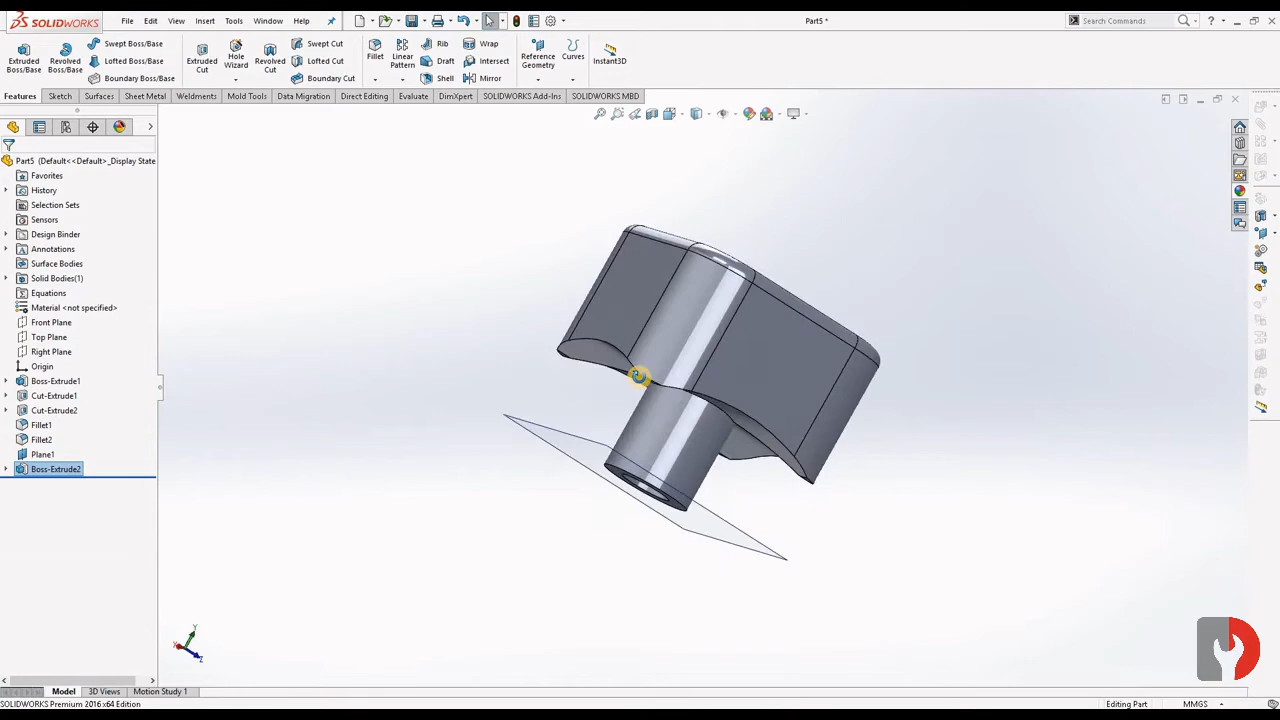 SOLIDWORKS File Edit View Insert Tools Window Help Part5 * Search Commands
Extruded Boss/Base
Revolved Boss/Base
Swept Boss/Base
Lofted Boss/Base
Boundary Boss/Base
Extruded Cut
Hole Wizard
Revolved Cut
Swept Cut
Lofted Cut
Boundary Cut
Fillet
Linear Pattern
Rib
Draft
Shell
Wrap
Intersect
Mirror
Reference Geometry
Curves
Instant3D
Features Sketch Surfaces Sheet Metal Weldments Mold Tools Data Migration Direct Editing Evaluate DimXpert SOLIDWORKS Add-Ins SOLIDWORKS MBD
Part5 (Default<<Default>_Display State
History
Favorites
Selection Sets
Sensors
Design Binder
Annotations
Surface Bodies
Solid Bodies(1)
Equations
Material <not specified>
Front Plane
Top Plane
Right Plane
Origin
Boss-Extrude1
Cut-Extrude1
Cut-Extrude2
Fillet1
Fillet2
Plane1
Boss-Extrude2
Y
X
Z
Model 3D Views Motion Study 1
SOLIDWORKS Premium 2016 x64 Edition Editing Part MMGS